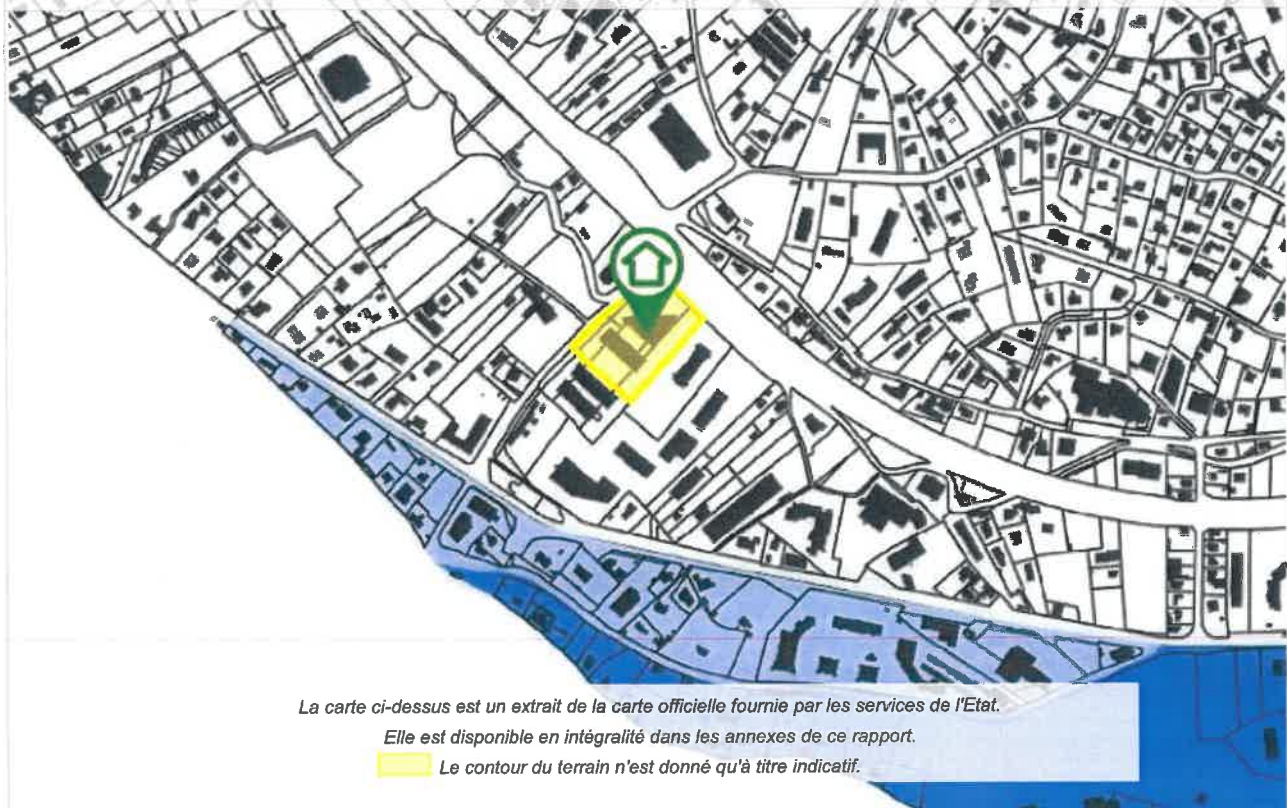 La carte ci-dessus est un extrait de la carte officielle fournie par les services de l'Etat.
Elle est disponible en intégralité dans les annexes de ce rapport.
Le contour du terrain n'est donné qu'à titre indicatif.